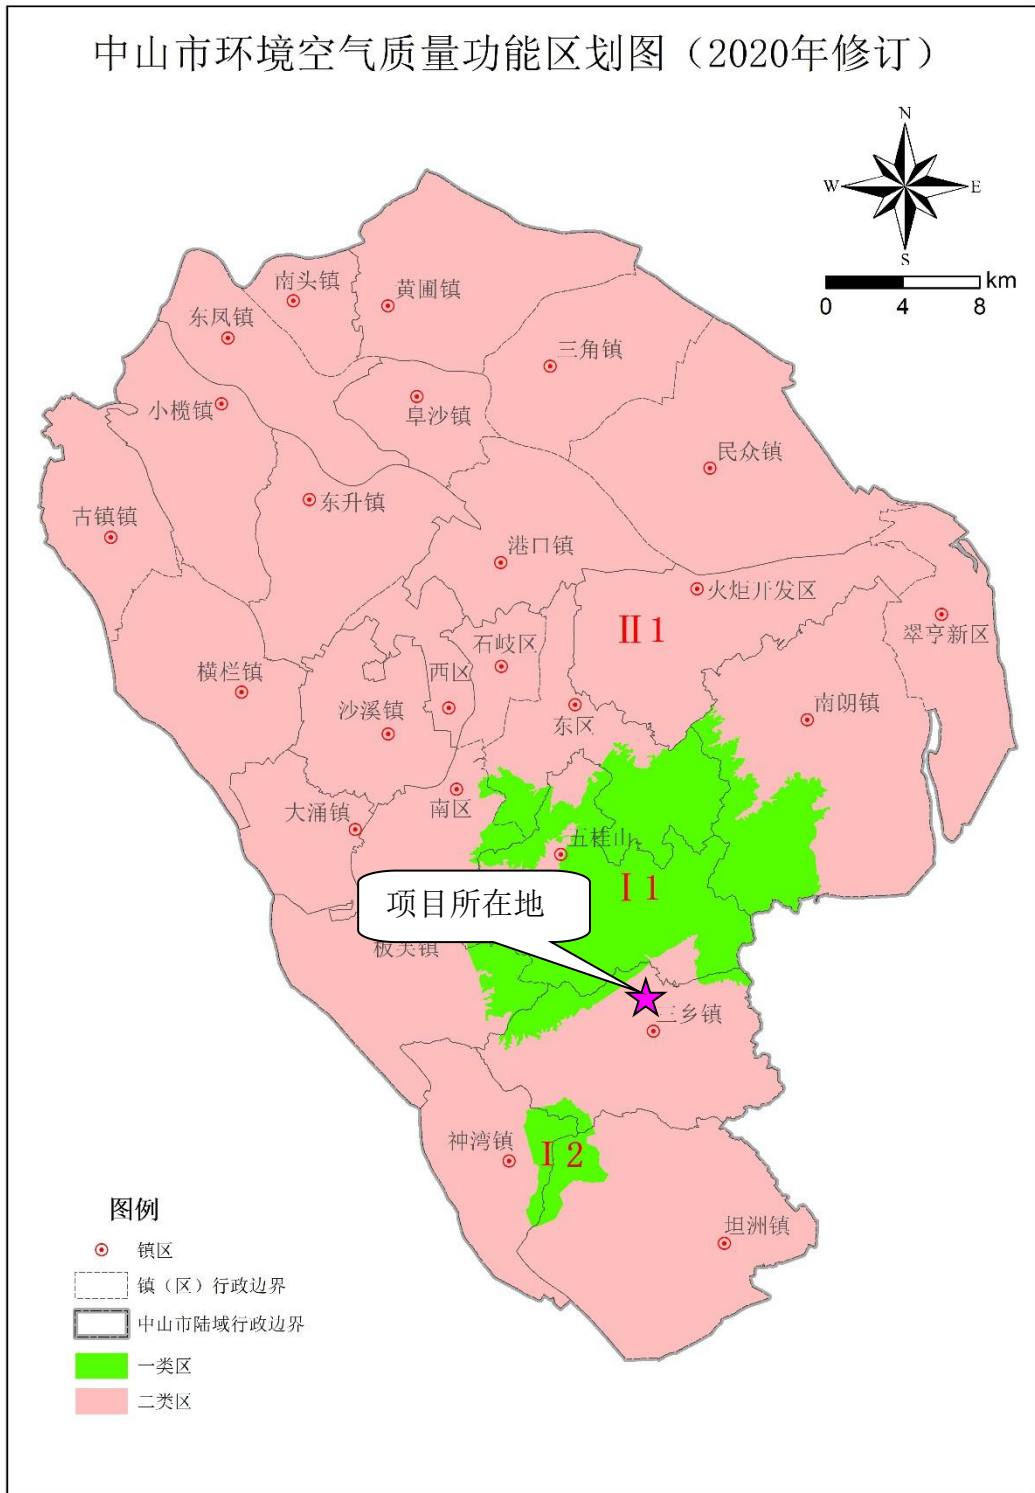 中山市环境空气质量功能区划图（2020年修订）
N
W
E
S
km
0
4
8
南头镇
黄圃镇
东凤镇
三角镇
小榄镇
阜沙镇
民众镇
东升镇
古镇镇
港口镇
火炬开发区
Ⅱ1
翠亨新区
石岐区
西区
横栏镇
沙溪镇
东区
南朗镇
南区
大涌镇
五桂山
Ⅰ1
项目所在地
板芙镇
三乡镇
神湾镇
Ⅰ2
坦洲镇
图例
镇区
镇（区）行政边界
中山市陆域行政边界
一类区
二类区